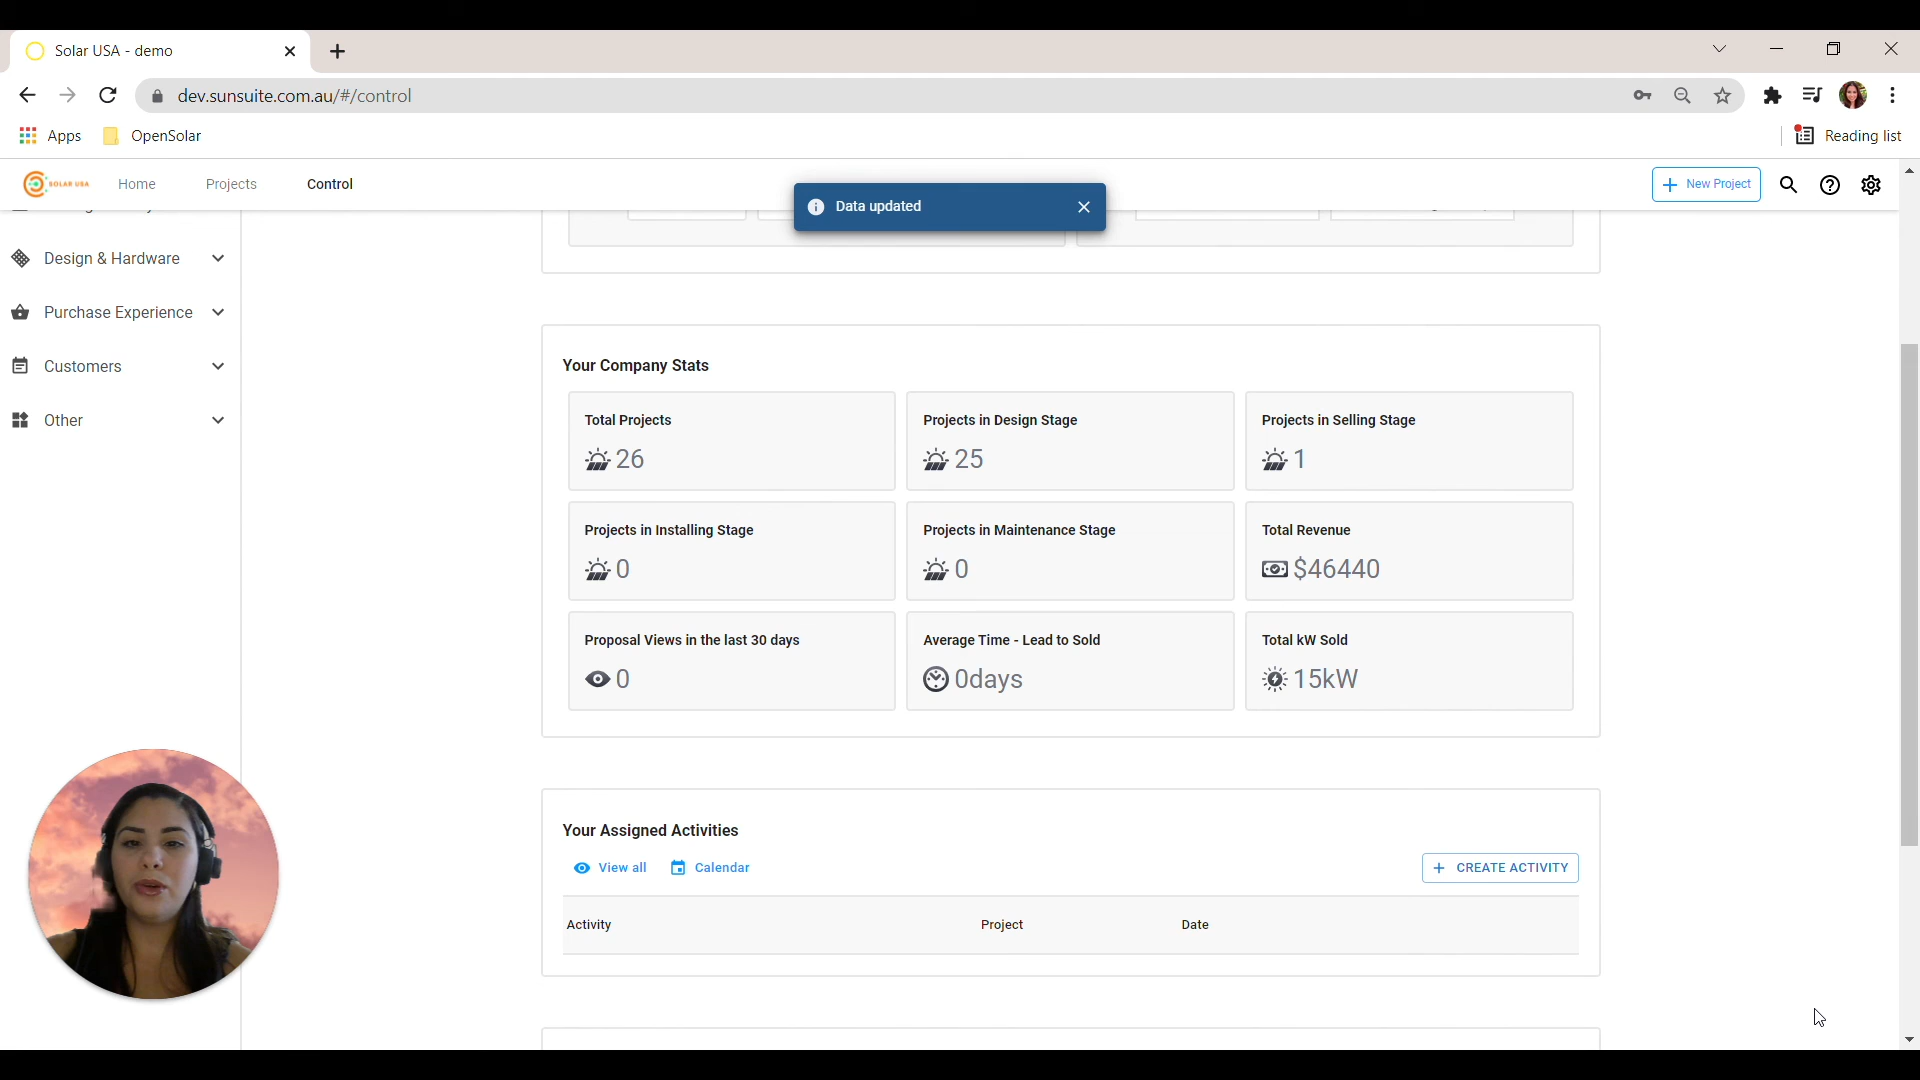 Solar USA - demo
dev.sunsuite.com.au/#/control
Apps
OpenSolar
Reading list
SOLAR USA
Home
Projects
Control
New Project
Data updated
Design & Hardware
Purchase Experience
Customers
Other
Your Company Stats
Total Projects
26
Projects in Design Stage
25
Projects in Selling Stage
1
Projects in Installing Stage
0
Projects in Maintenance Stage
0
Total Revenue
$46440
Proposal Views in the last 30 days
0
Average Time - Lead to Sold
0days
Total kW Sold
15kW
Your Assigned Activities
View all
Calendar
CREATE ACTIVITY
Activity
Project
Date